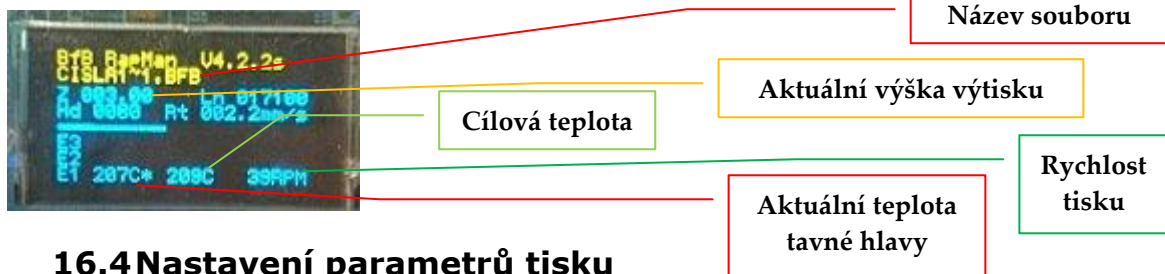 BfB RapMan V4.2.2s
CISLA1~1.BFB
Z 003.00 Ln 017100
Hd 0060 Rt 002.2mm/s
E3
E2
E1 207C* 209C 39RPM
Název souboru
Aktuální výška výtisku
Cílová teplota
Rychlost
tisku
Aktuální teplota
tavné hlavy
16.4 Nastavení parametrů tisku